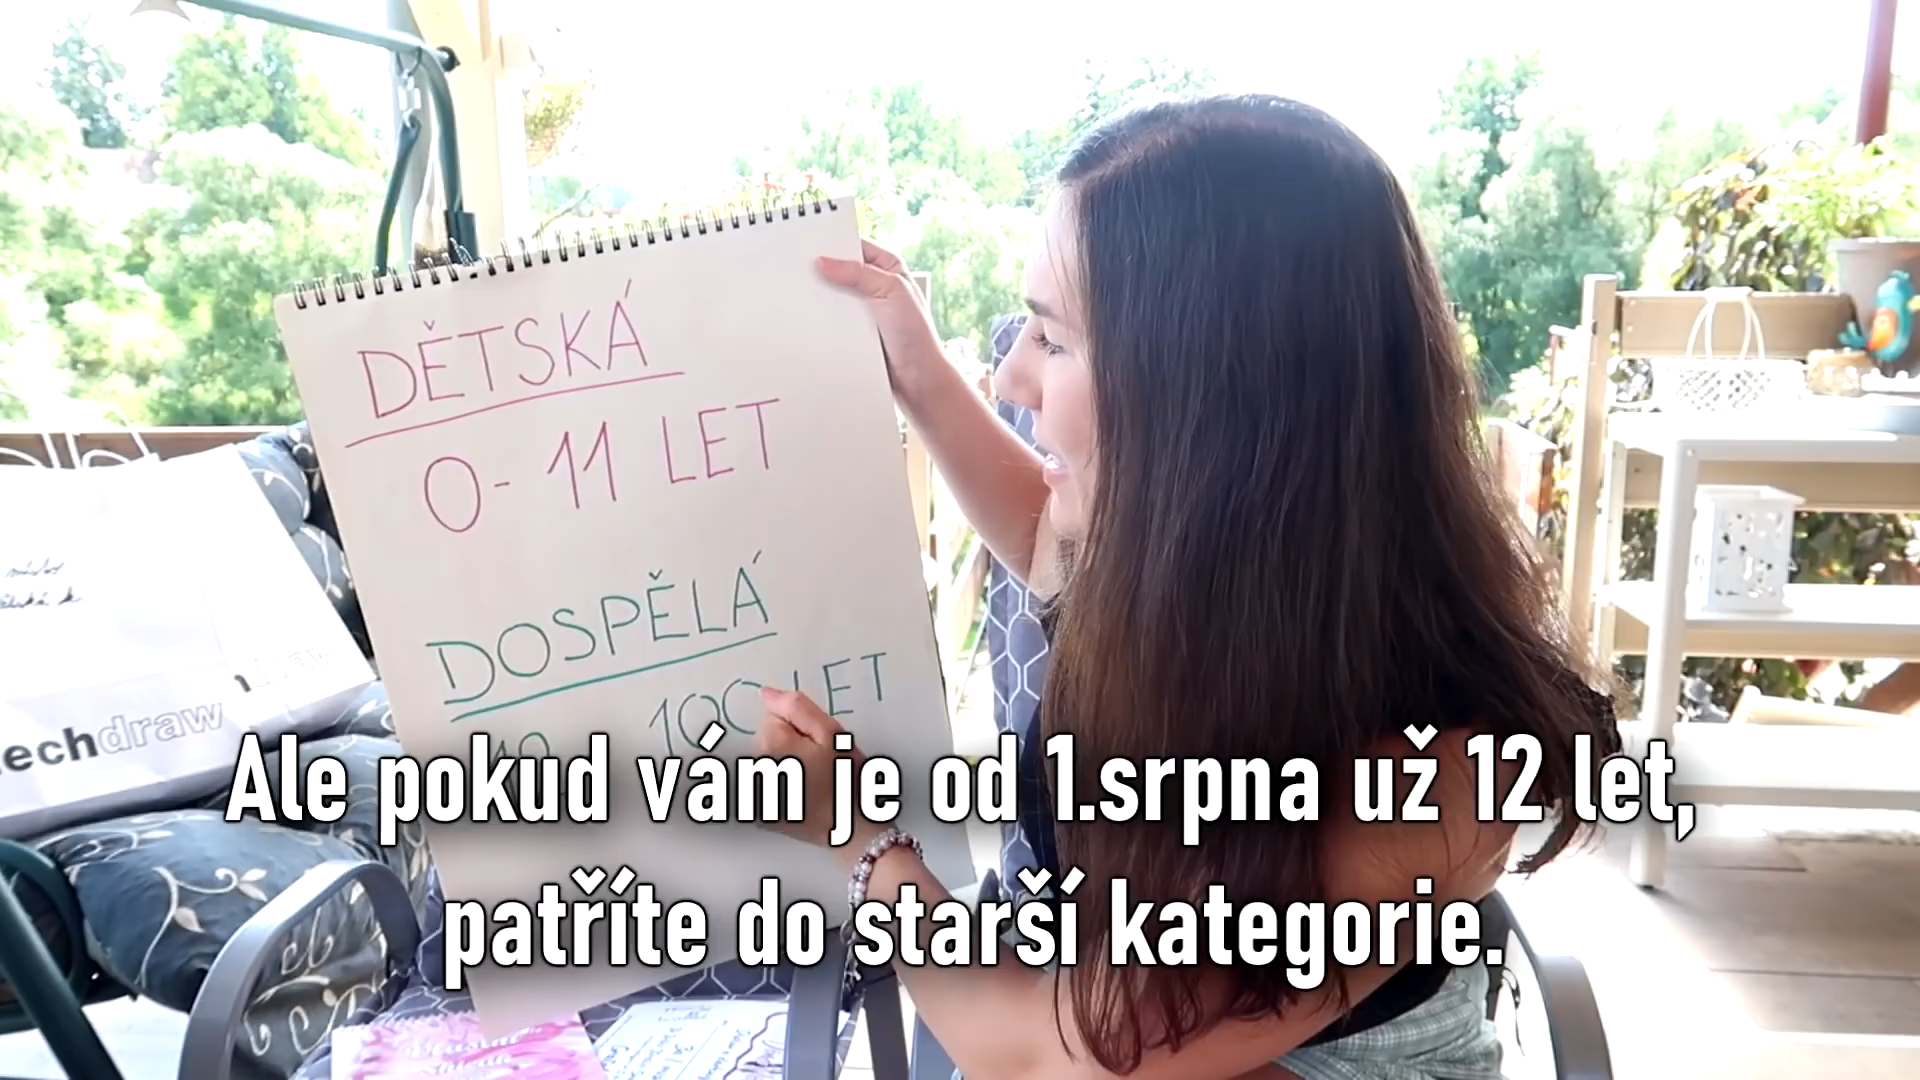 DĚTSKÁ
0- 11 LET
DOSPĚLÁ
100 LET
echdraw
Ale pokud vám je od 1.srpna už 12 let,
patříte do starší kategorie.